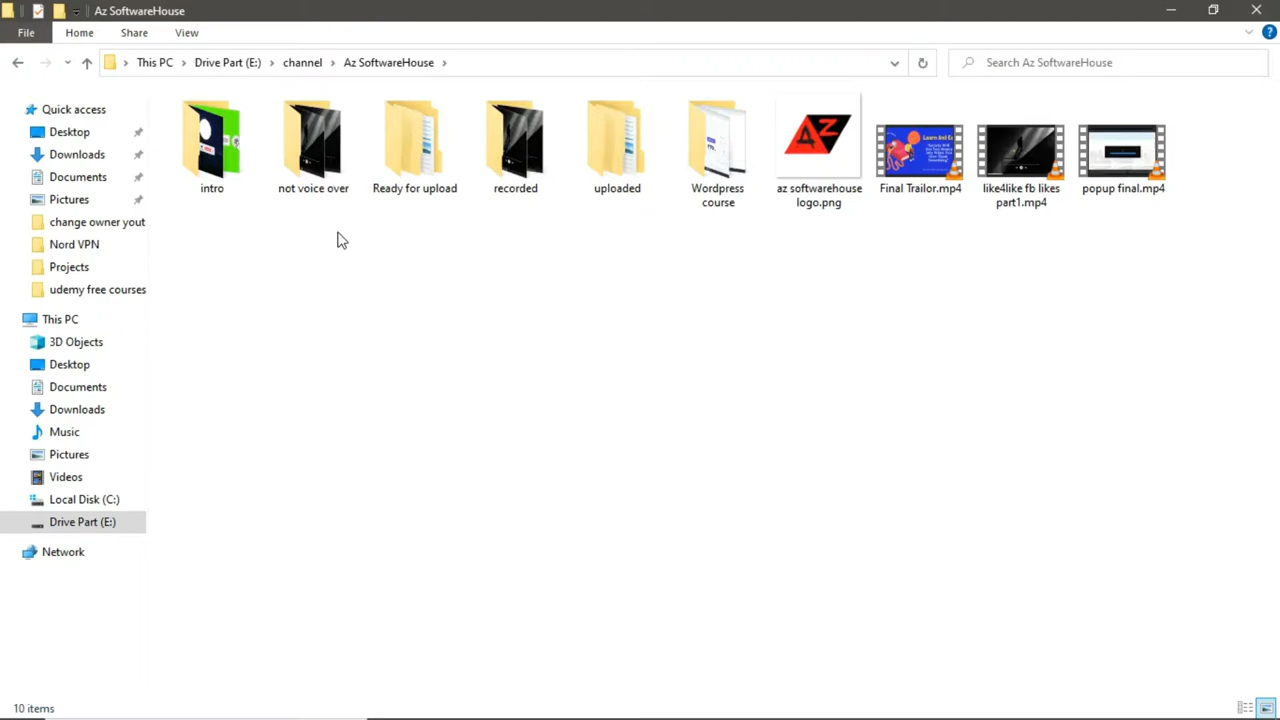 Az SoftwareHouse
File Home Share View
This PC Drive Part (E:) channel Az SoftwareHouse
Search Az SoftwareHouse
Quick access
Desktop
Downloads
Documents
Pictures
change owner yout
Nord VPN
Projects
udemy free courses
This PC
3D Objects
Desktop
Documents
Downloads
Music
Pictures
Videos
Local Disk (C:)
Drive Part (E:)
Network
intro
not voice over
Ready for upload
recorded
uploaded
Wordpress
course
AZ
az softwarehouse
logo.png
Final Trailor.mp4
like4like fb likes
part1.mp4
popup final.mp4
10 items